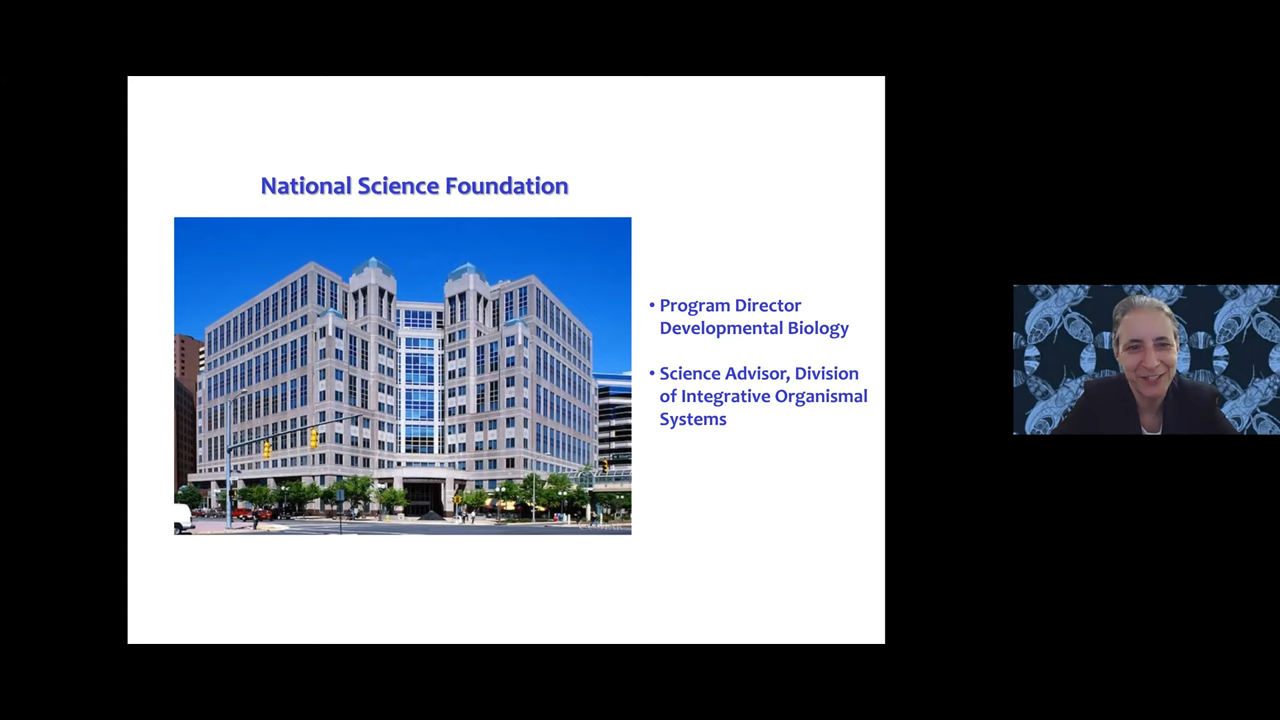 National Science Foundation
• Program Director
Developmental Biology
• Science Advisor, Division
of Integrative Organismal
Systems